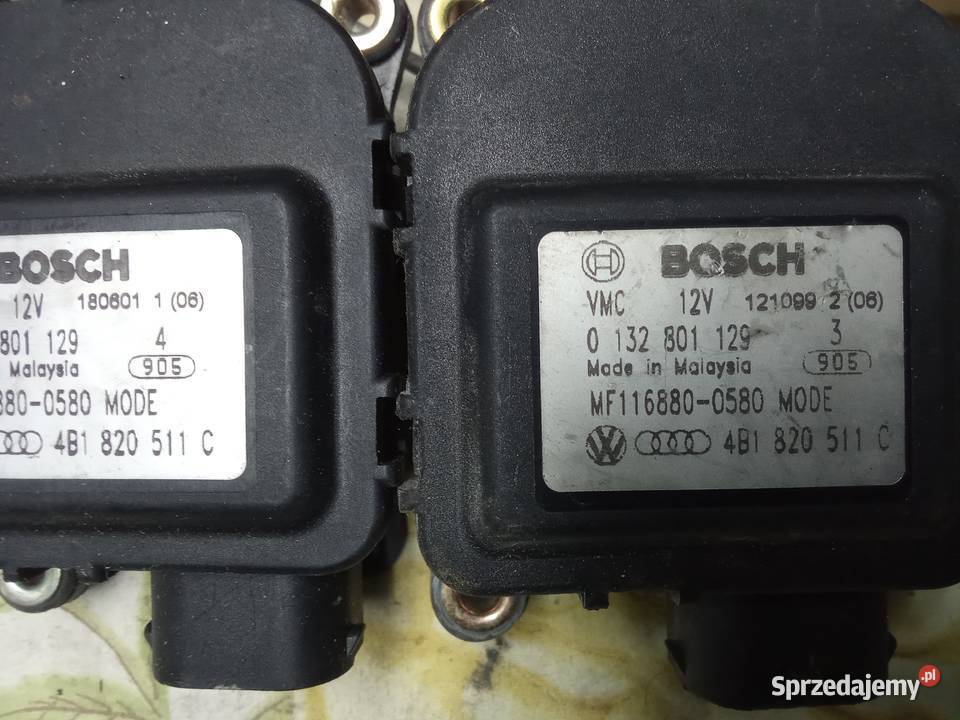 BOSCH
12V 180601 1 (06)
801 129 4
Malaysia 905
880-0580 MODE
4B1 820 511 C
BOSCH
VMC 12V 121099 2 (06)
0 132 801 129 3
Made in Malaysia 905
MF116880-0580 MODE
4B1 820 511 C
Sprzedajemy.pl